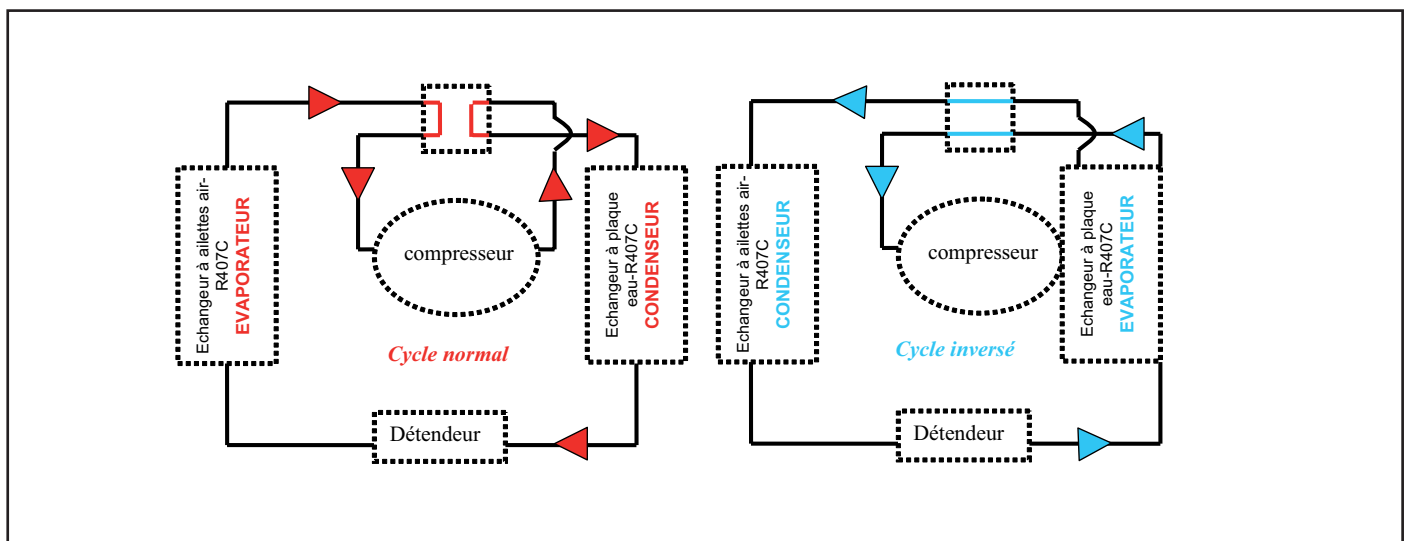 Echangeur à ailettes air-
R407C
EVAPORATEUR
compresseur
Echangeur à plaque
eau-R407C
CONDENSEUR
Cycle normal
Détendeur
Echangeur à ailettes air-
R407C
CONDENSEUR
compresseur
Echangeur à plaque
eau-R407C
EVAPORATEUR
Cycle inversé
Détendeur